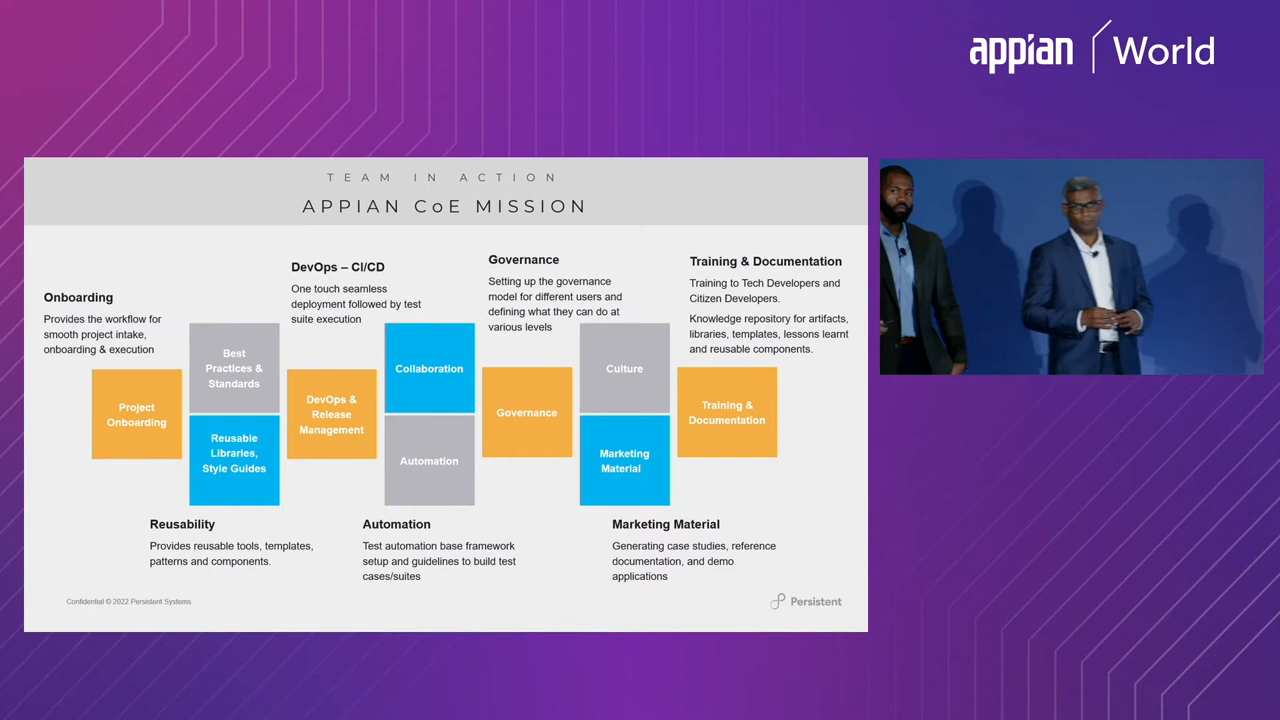 appian World
TEAM IN ACTION
APPIAN CoE MISSION
Onboarding
Provides the workflow for
smooth project intake,
onboarding & execution
DevOps – CI/CD
One touch seamless
deployment followed by test
suite execution
Governance
Setting up the governance
model for different users and
defining what they can do at
various levels
Training & Documentation
Training to Tech Developers and
Citizen Developers.
Knowledge repository for artifacts,
libraries, templates, lessons learnt
and reusable components.
Project
Onboarding
Best
Practices &
Standards
Reusable
Libraries,
Style Guides
DevOps &
Release
Management
Collaboration
Automation
Governance
Culture
Marketing
Material
Training &
Documentation
Reusability
Provides reusable tools, templates,
patterns and components.
Automation
Test automation base framework
setup and guidelines to build test
cases/suites
Marketing Material
Generating case studies, reference
documentation, and demo
applications
Confidential © 2022 Persistent Systems
Persistent